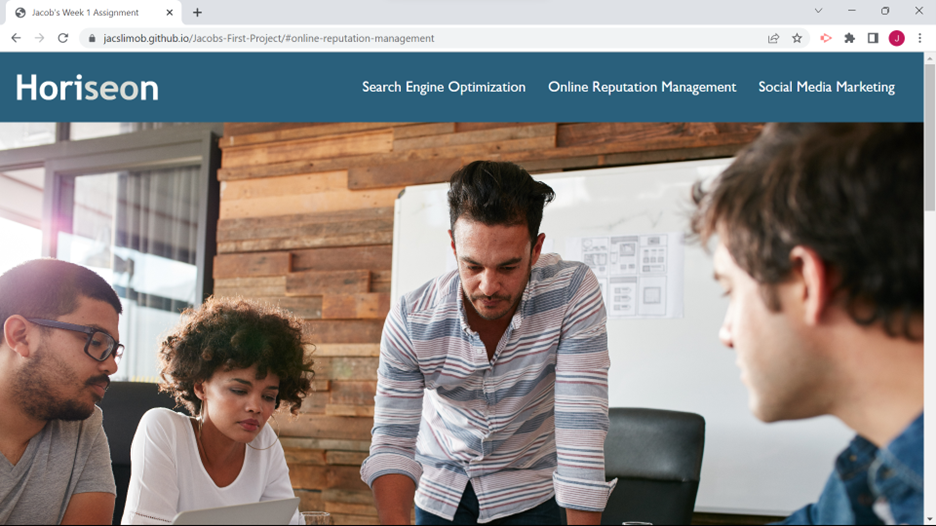 Jacob's Week 1 Assignment
jacslimob.github.io/Jacobs-First-Project/#online-reputation-management
J
Horiseon
Search Engine Optimization
Online Reputation Management
Social Media Marketing